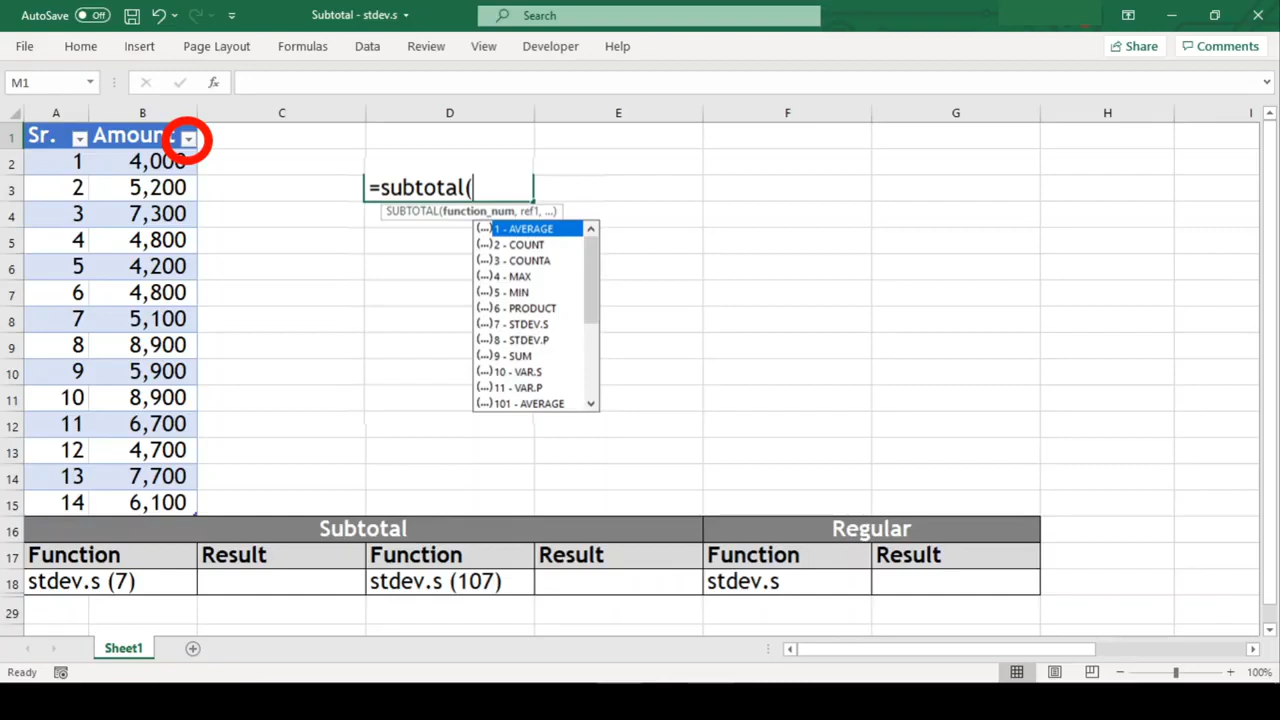 AutoSave Off Subtotal - stdev.s Search
File Home Insert Page Layout Formulas Data Review View Developer Help Share Comments
M1 fx
A B C D E F G H I
1 Sr. Amount
2 1 4,000
3 2 5,200 =subtotal(
4 3 7,300 SUBTOTAL(function_num, ref1, ...)
(...) 1 - AVERAGE
5 4 4,800 (...) 2 - COUNT
(...) 3 - COUNTA
6 5 4,200 (...) 4 - MAX
7 6 4,800 (...) 5 - MIN
(...) 6 - PRODUCT
8 7 5,100 (...) 7 - STDEV.S
9 8 8,900 (...) 8 - STDEV.P
(...) 9 - SUM
10 9 5,900 (...) 10 - VAR.S
(...) 11 - VAR.P
11 10 8,900 (...) 101 - AVERAGE
12 11 6,700
13 12 4,700
14 13 7,700
15 14 6,100
16 Subtotal Regular
17 Function Result Function Result Function Result
18 stdev.s (7) stdev.s (107) stdev.s
29
Sheet1
Ready 100%